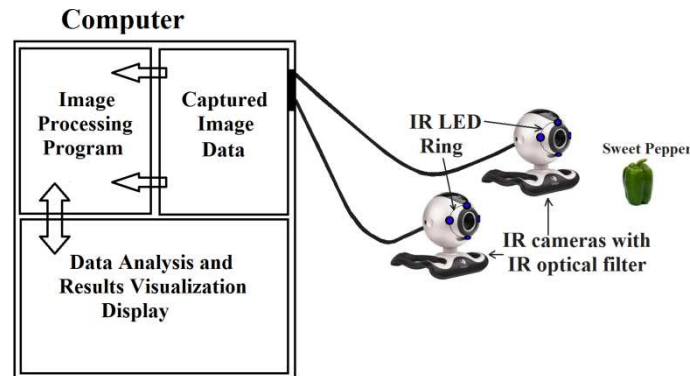 Computer
Image
Processing
Program
Captured
Image
Data
Data Analysis and
Results Visualization
Display
IR LED
Ring
Sweet Pepper
IR cameras with
IR optical filter